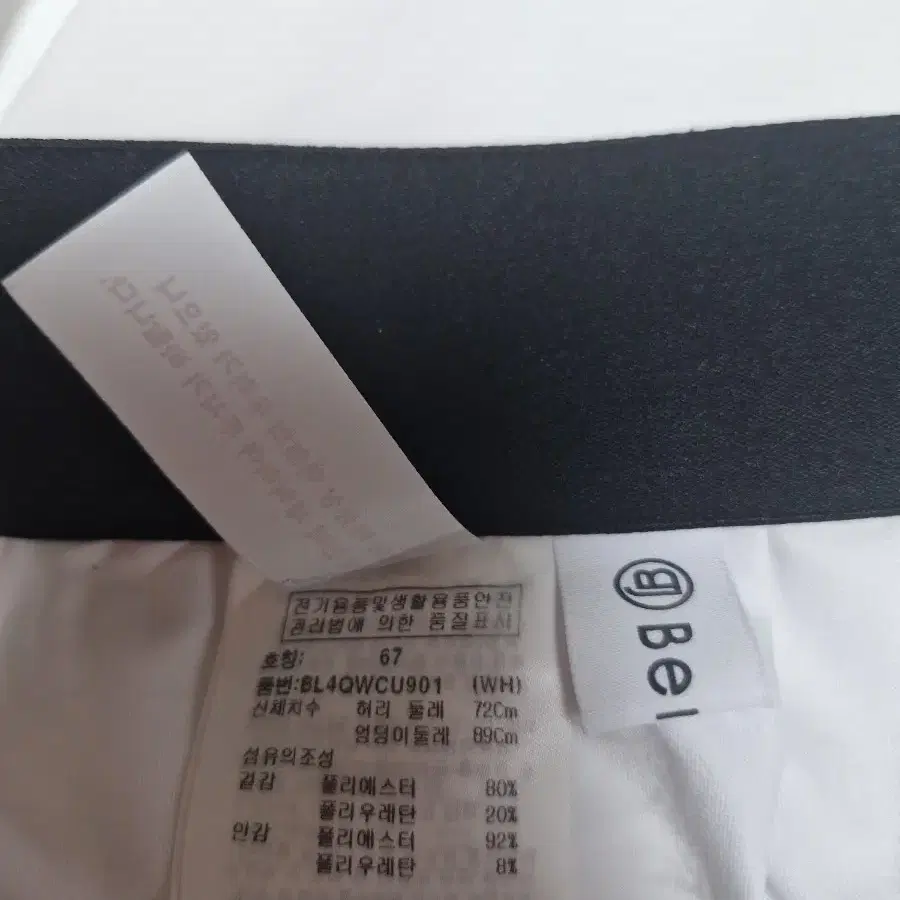 전기용품및생활용품안전
관리법에 의한 품질표시
호칭: 67
품번:BL4QWCU901 (WH)
신체치수 허리 둘레 72Cm
엉덩이둘레 89Cm
섬유의조성
겉감 폴리에스터 80%
폴리우레탄 20%
안감 폴리에스터 92%
폴리우레탄 8%
Bel